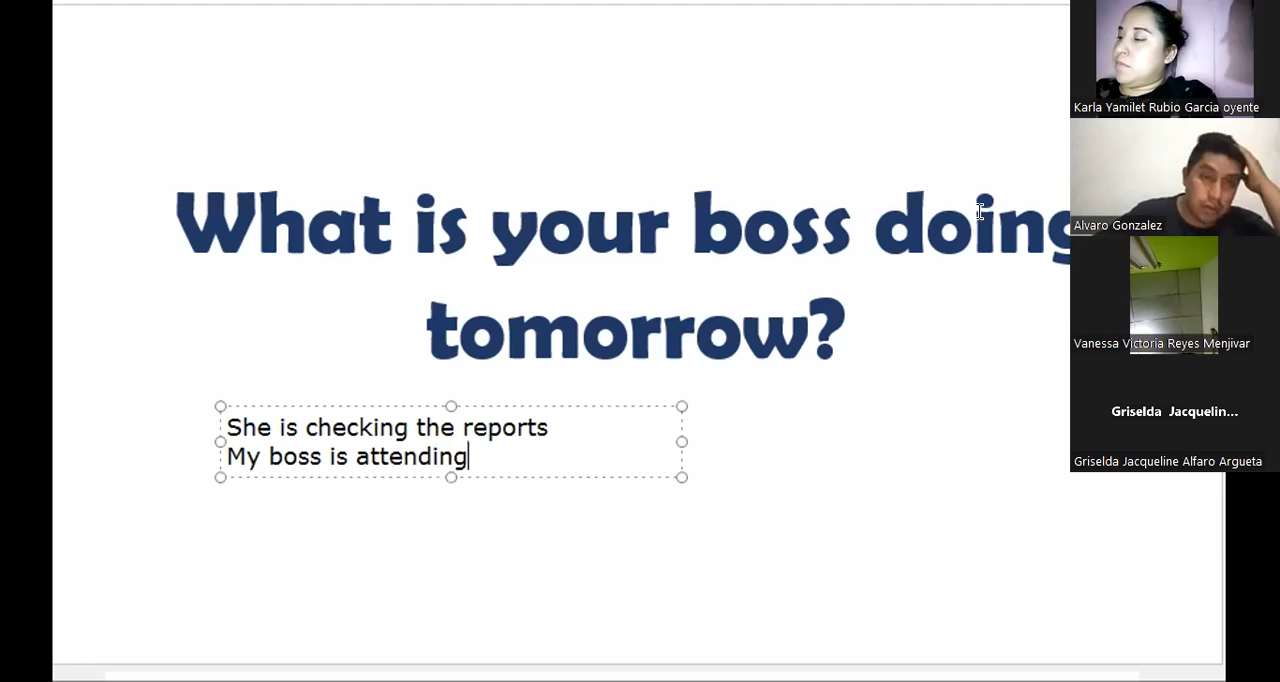 What is your boss doing
tomorrow?
She is checking the reports
My boss is attending
Karla Yamilet Rubio Garcia oyente
Alvaro Gonzalez
Vanessa Victoria Reyes Menjivar
Griselda Jacquelin...
Griselda Jacqueline Alfaro Argueta